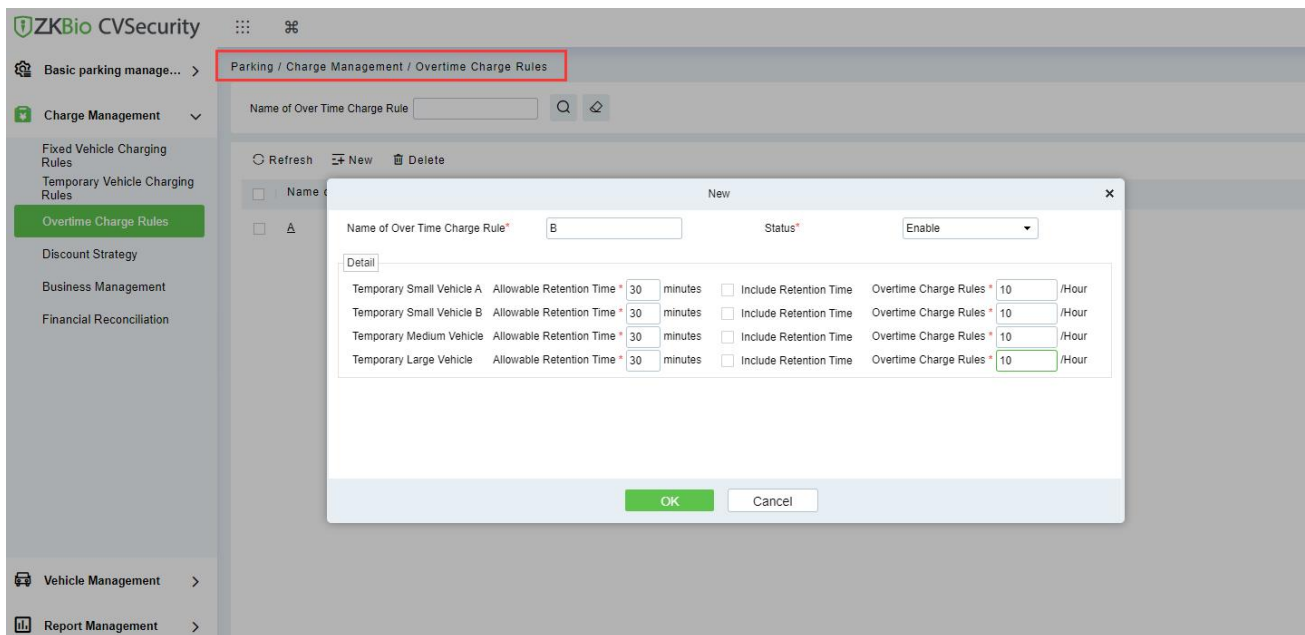 ZKBio CVSecurity
Basic parking manage...
Charge Management
Fixed Vehicle Charging
Rules
Temporary Vehicle Charging
Rules
Overtime Charge Rules
Discount Strategy
Business Management
Financial Reconciliation
Vehicle Management
Report Management
Parking / Charge Management / Overtime Charge Rules
Name of Over Time Charge Rule
Refresh New Delete
Name
A
New
Name of Over Time Charge Rule* B Status* Enable
Detail
Temporary Small Vehicle A Allowable Retention Time * 30 minutes Include Retention Time Overtime Charge Rules * 10 /Hour
Temporary Small Vehicle B Allowable Retention Time * 30 minutes Include Retention Time Overtime Charge Rules * 10 /Hour
Temporary Medium Vehicle Allowable Retention Time * 30 minutes Include Retention Time Overtime Charge Rules * 10 /Hour
Temporary Large Vehicle Allowable Retention Time * 30 minutes Include Retention Time Overtime Charge Rules * 10 /Hour
OK Cancel